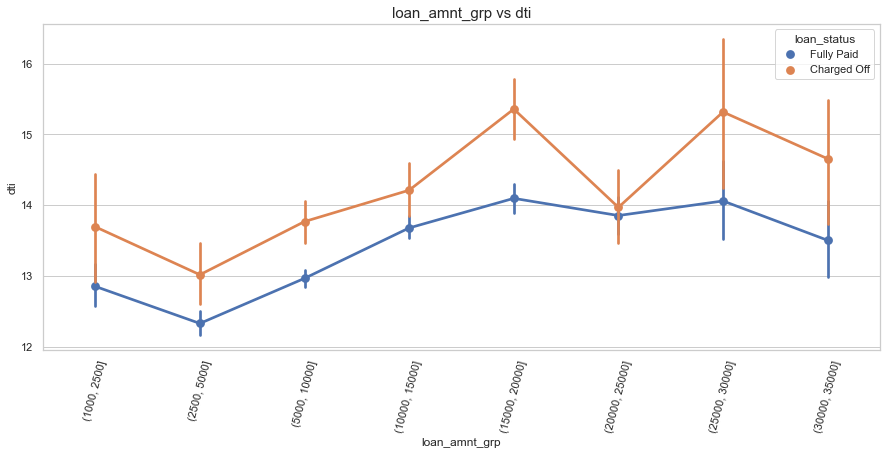 loan_amnt_grp vs dti
loan_status
Fully Paid
Charged Off
16
15
14
13
12
dti
(1000, 2500]
(2500, 5000]
(5000, 10000]
(10000, 15000]
(15000, 20000]
(20000, 25000]
(25000, 30000]
(30000, 35000]
loan_amnt_grp